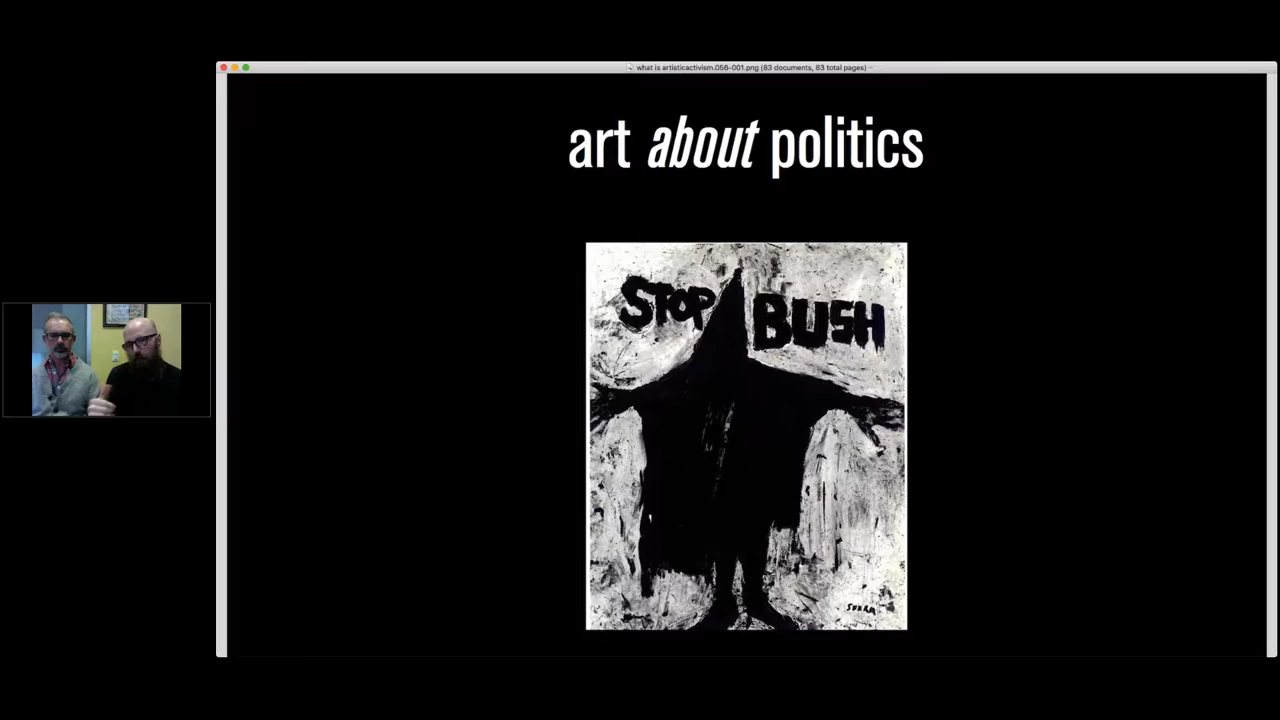 what is artisticactivism.056-001.png (83 documents, 83 total pages)
art about politics
STOP BUSH
SERRA